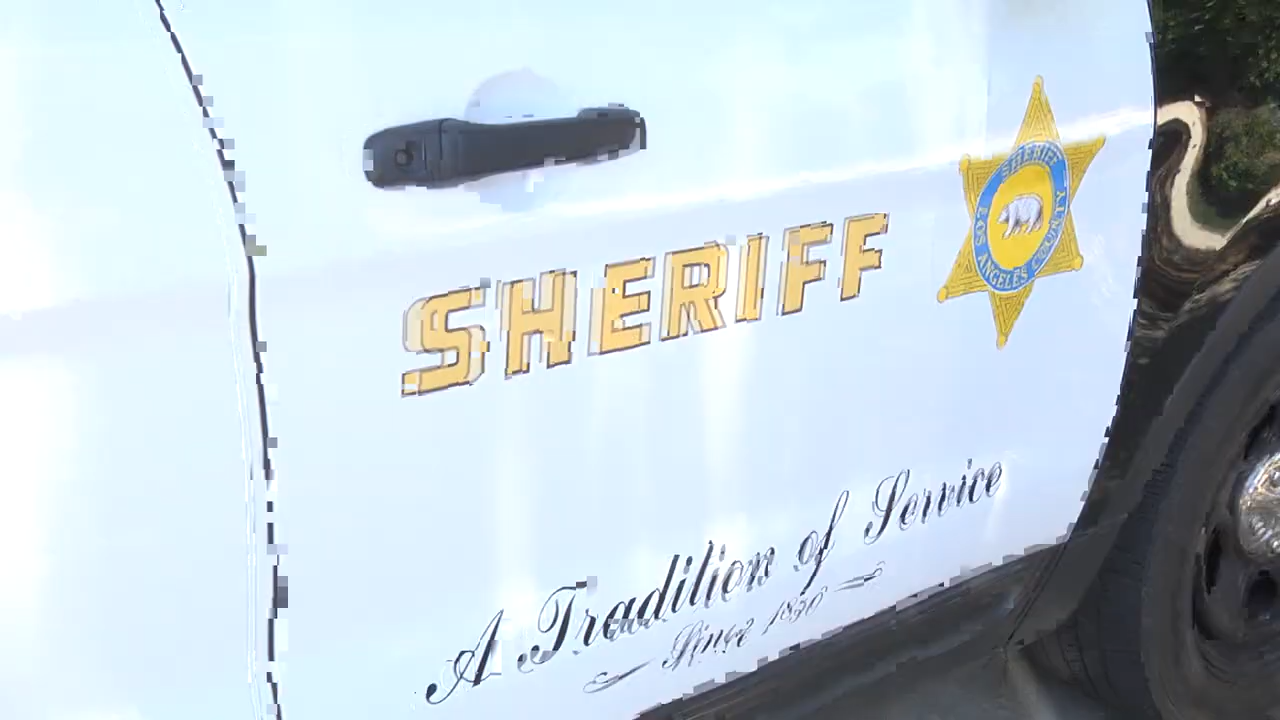 SHERIFF
SHERIFF
LOS ANGELES COUNTY
A Tradition of Service
Since 1850